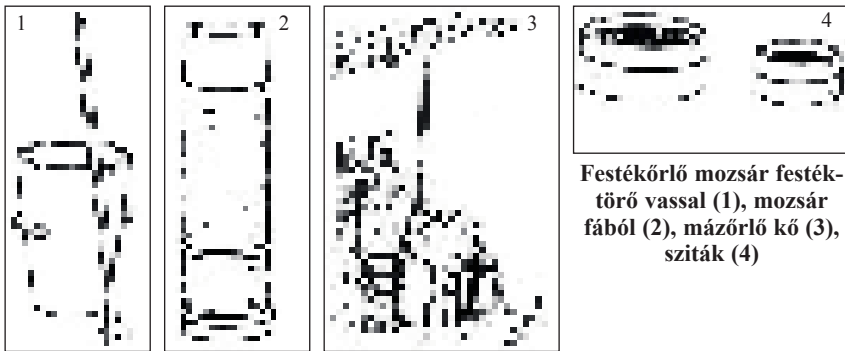 1
2
3
4
Festékőrlő mozsár festék-
törő vassal (1), mozsár
fából (2), mázőrlő kő (3),
sziták (4)